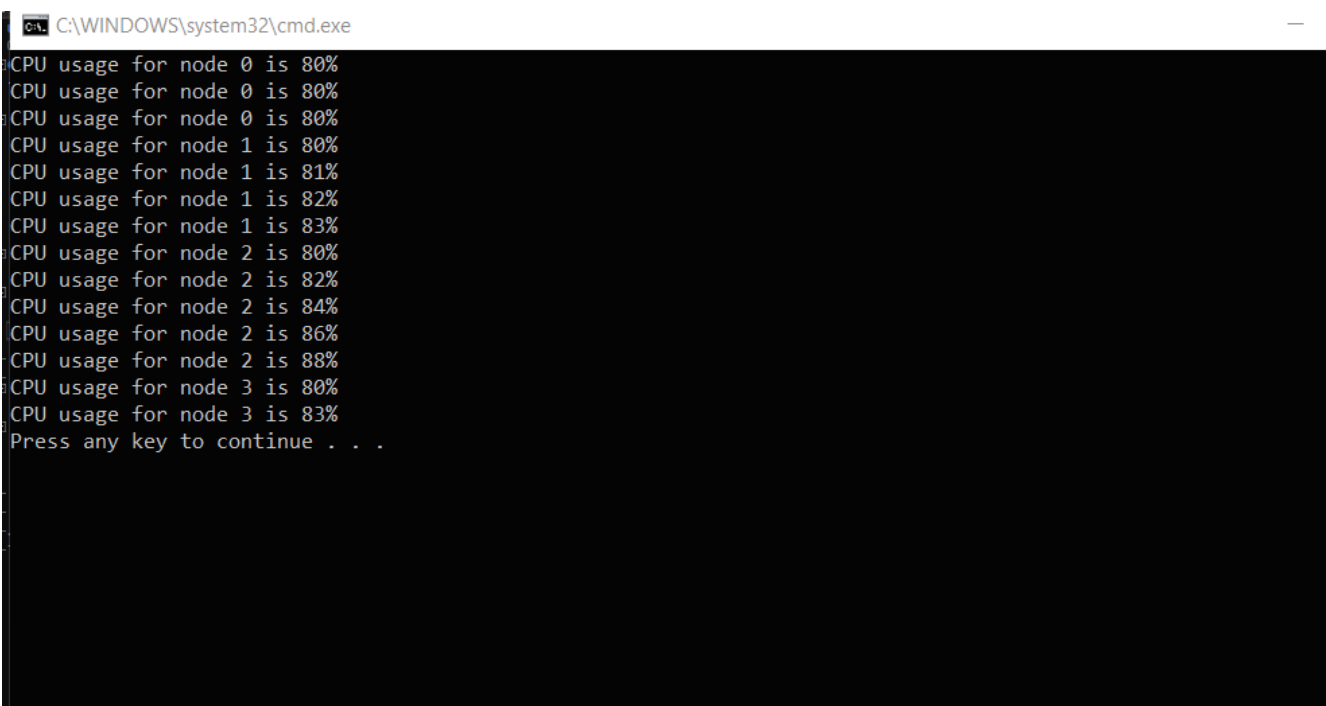 C:\WINDOWS\system32\cmd.exe
CPU usage for node 0 is 80%
CPU usage for node 0 is 80%
CPU usage for node 0 is 80%
CPU usage for node 1 is 80%
CPU usage for node 1 is 81%
CPU usage for node 1 is 82%
CPU usage for node 1 is 83%
CPU usage for node 2 is 80%
CPU usage for node 2 is 82%
CPU usage for node 2 is 84%
CPU usage for node 2 is 86%
CPU usage for node 2 is 88%
CPU usage for node 3 is 80%
CPU usage for node 3 is 83%
Press any key to continue . . .